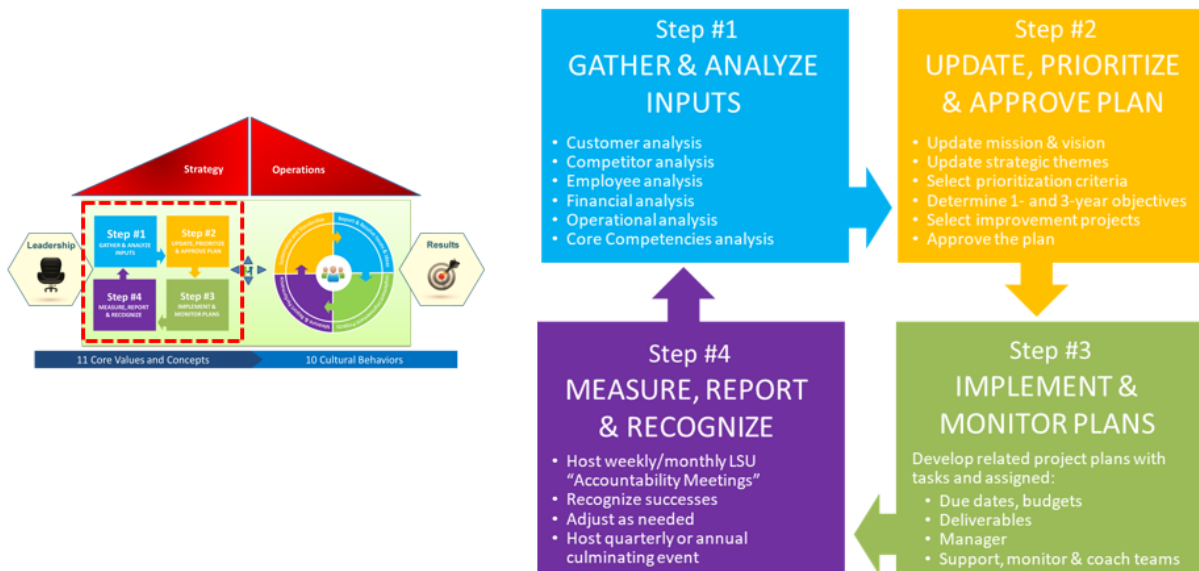 Strategy
Operations
Leadership
Step #1
GATHER & ANALYZE
INPUTS
Step #2
UPDATE, PRIORITIZE
& APPROVE PLAN
Step #4
MEASURE, REPORT
& RECOGNIZE
Step #3
IMPLEMENT &
MONITOR PLANS
Results
11 Core Values and Concepts
10 Cultural Behaviors
Step #1
GATHER & ANALYZE
INPUTS
• Customer analysis
• Competitor analysis
• Employee analysis
• Financial analysis
• Operational analysis
• Core Competencies analysis
Step #2
UPDATE, PRIORITIZE
& APPROVE PLAN
• Update mission & vision
• Update strategic themes
• Select prioritization criteria
• Determine 1- and 3-year objectives
• Select improvement projects
• Approve the plan
Step #3
IMPLEMENT &
MONITOR PLANS
Develop related project plans with
tasks and assigned:
• Due dates, budgets
• Deliverables
• Manager
• Support, monitor & coach teams
Step #4
MEASURE, REPORT
& RECOGNIZE
• Host weekly/monthly LSU
“Accountability Meetings”
• Recognize successes
• Adjust as needed
• Host quarterly or annual
culminating event